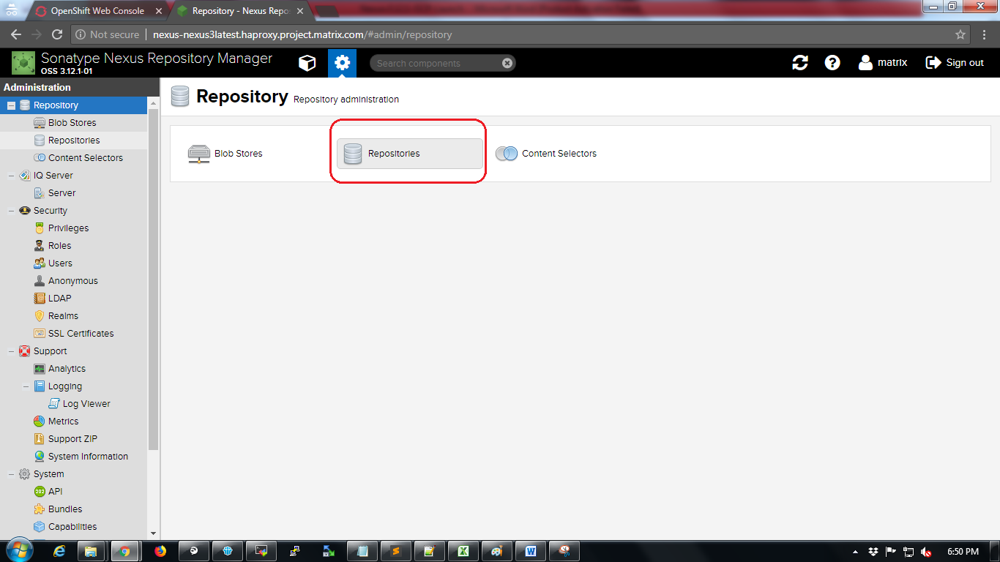 OpenShift Web Console
Repository - Nexus Repo
Not secure
nexus-nexus3latest.haproxy.project.matrix.com/#admin/repository
Sonatype Nexus Repository Manager
OSS 3.12.1-01
Search components
matrix
Sign out
Administration
Repository
Blob Stores
Repositories
Content Selectors
IQ Server
Server
Security
Privileges
Roles
Users
Anonymous
LDAP
Realms
SSL Certificates
Support
Analytics
Logging
Log Viewer
Metrics
Support ZIP
System Information
System
API
Bundles
Capabilities
Repository Repository administration
Blob Stores
Repositories
Content Selectors
6:50 PM